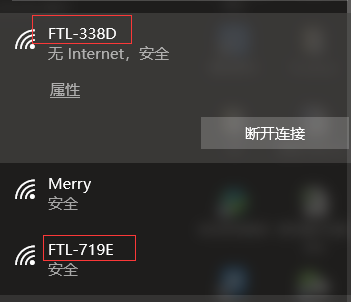 FTL-338D
无 Internet，安全
属性
断开连接
Merry
安全
FTL-719E
安全